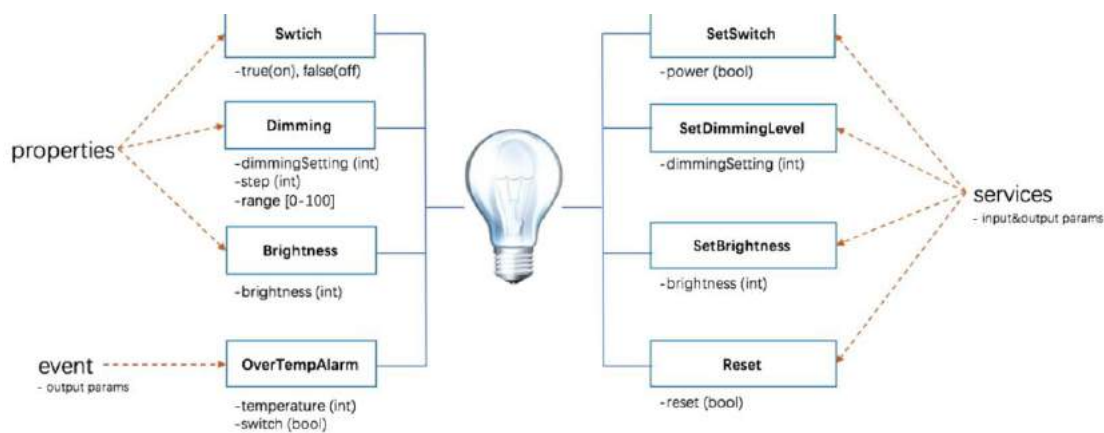 Swtich
-true(on), false(off)
Dimming
-dimmingSetting (int)
-step (int)
-range [0-100]
properties
Brightness
-brightness (int)
event
- output params
OverTempAlarm
-temperature (int)
-switch (bool)
SetSwitch
-power (bool)
SetDimmingLevel
-dimmingSetting (int)
services
- input&output params
SetBrightness
-brightness (int)
Reset
-reset (bool)